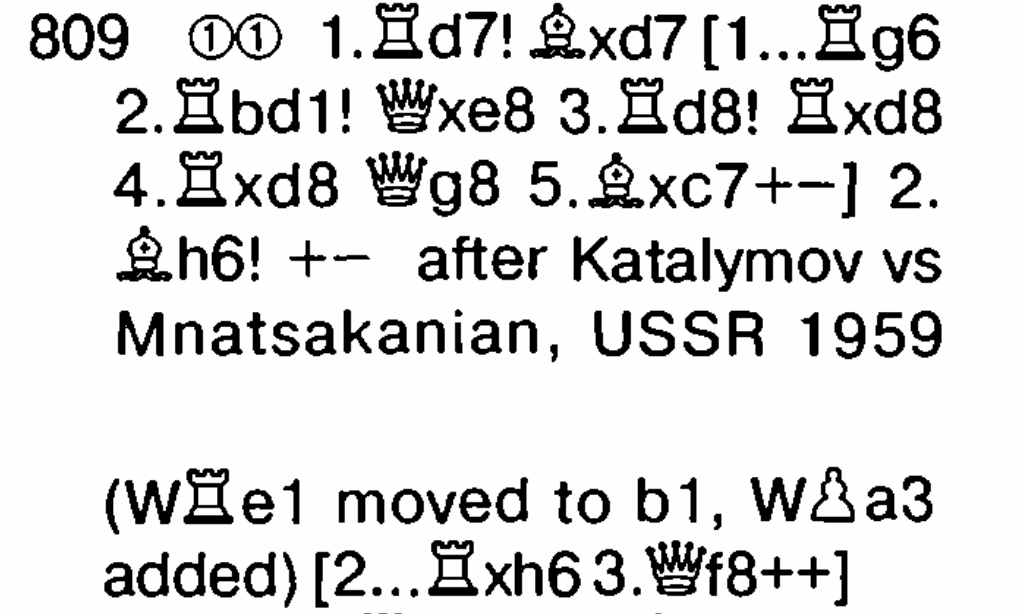 809 ①① 1.♖d7! ♗xd7 [1...♖g6
2.♖bd1! ♕xe8 3.♖d8! ♖xd8
4.♖xd8 ♕g8 5.♗xc7+−] 2.
♗h6! +− after Katalymov vs
Mnatsakanian, USSR 1959
(W♖e1 moved to b1, W♙a3
added) [2...♖xh6 3.♕f8++]